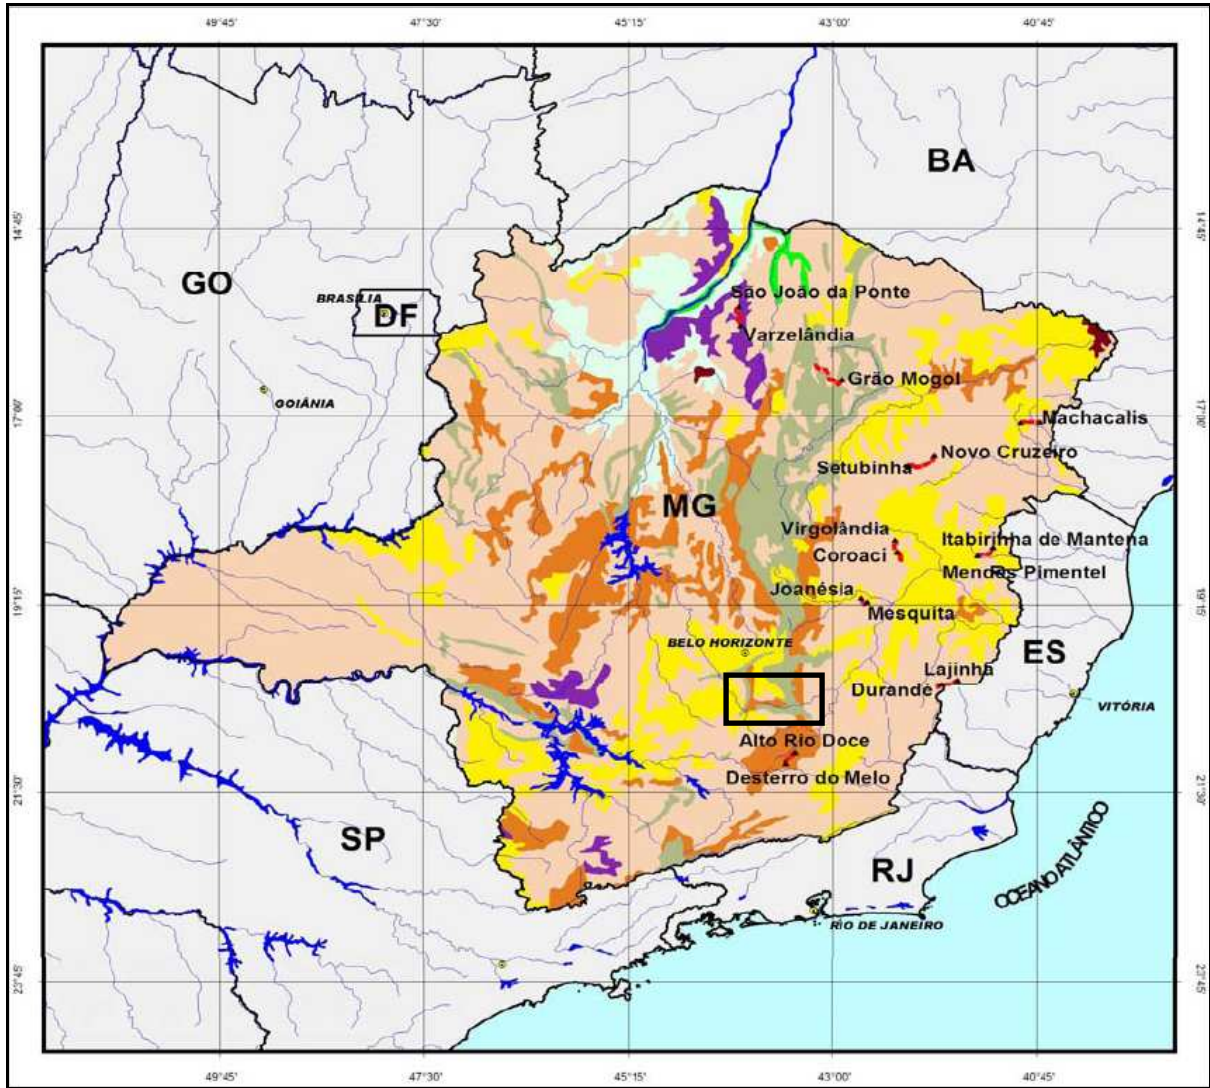 49°45' 47°30' 45°15' 43°00' 40°45'
BA
14°45' 14°45'
GO
BRASÍLIA
DF
São João da Ponte
Varzelândia
Grão Mogol
GOIÂNIA
17°00' 17°00'
Machacalis
Novo Cruzeiro
Setubinha
MG
Virgolândia
Itabirinha de Mantena
Coroaci
Mendes Pimentel
Joanésia
19°15' 19°15'
Mesquita
BELO HORIZONTE
ES
Lajinha
Durandé
VITÓRIA
Alto Rio Doce
Desterro do Melo
21°30' 21°30'
SP
RJ
OCEANO ATLÂNTICO
RIO DE JANEIRO
23°45' 23°45'
49°45' 47°30' 45°15' 43°00' 40°45'